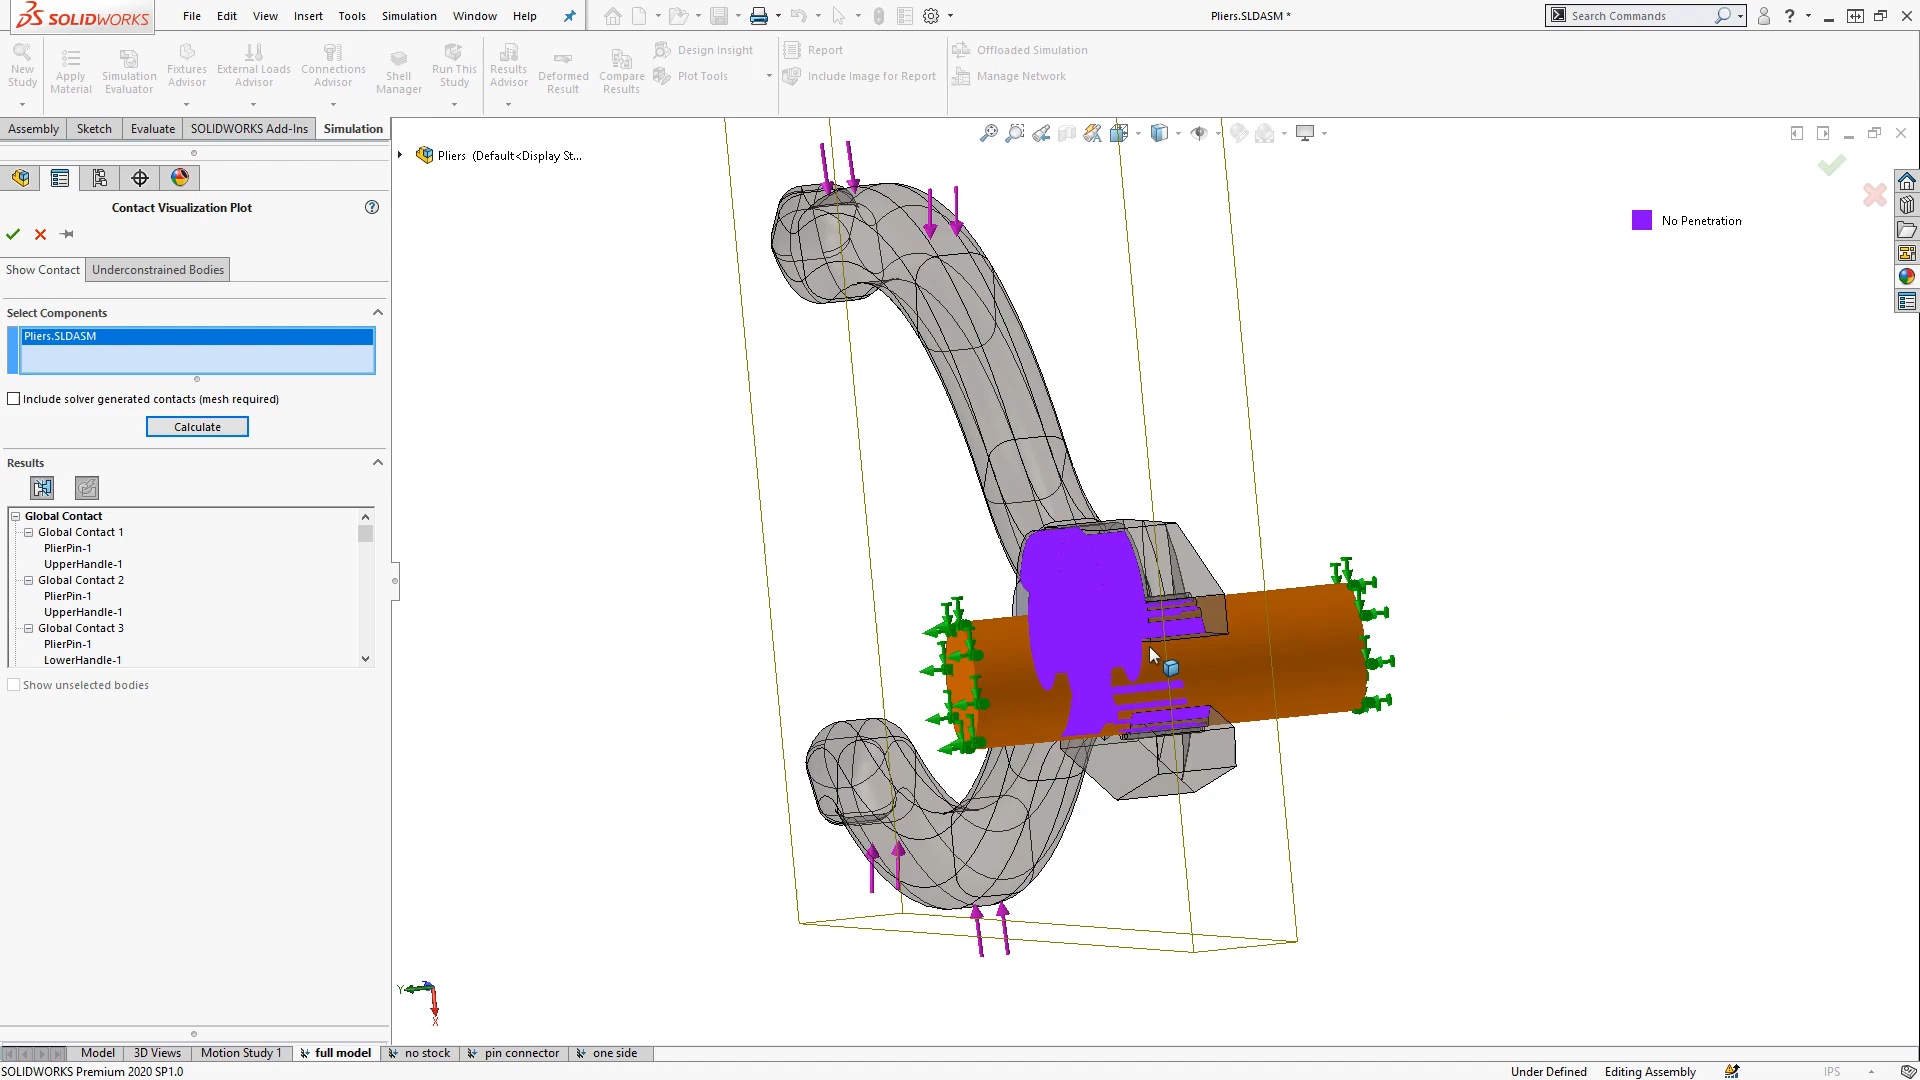 SOLIDWORKS
File Edit View Insert Tools Simulation Window Help
Pliers.SLDASM *
Search Commands
New Study
Apply Material
Simulation Evaluator
Fixtures Advisor
External Loads Advisor
Connections Advisor
Shell Manager
Run This Study
Results Advisor
Deformed Result
Compare Results
Design Insight
Plot Tools
Report
Include Image for Report
Offloaded Simulation
Manage Network
Assembly Sketch Evaluate SOLIDWORKS Add-Ins Simulation
Pliers (Default<Display St...
Contact Visualization Plot
No Penetration
Show Contact Underconstrained Bodies
Select Components
Pliers.SLDASM
Include solver generated contacts (mesh required)
Calculate
Results
Global Contact
Global Contact 1
PlierPin-1
UpperHandle-1
Global Contact 2
PlierPin-1
UpperHandle-1
Global Contact 3
PlierPin-1
LowerHandle-1
Show unselected bodies
Y
Z
X
Model 3D Views Motion Study 1 full model no stock pin connector one side
SOLIDWORKS Premium 2020 SP1.0
Under Defined Editing Assembly IPS